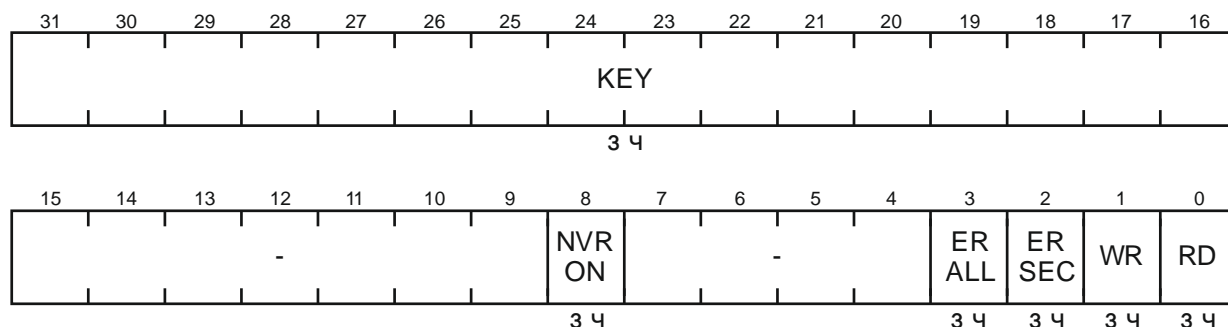 31 30 29 28 27 26 25 24 23 22 21 20 19 18 17 16
KEY
З Ч
15 14 13 12 11 10 9 8 7 6 5 4 3 2 1 0
- NVR ON - ER ALL ER SEC WR RD
З Ч З Ч З Ч З Ч З Ч